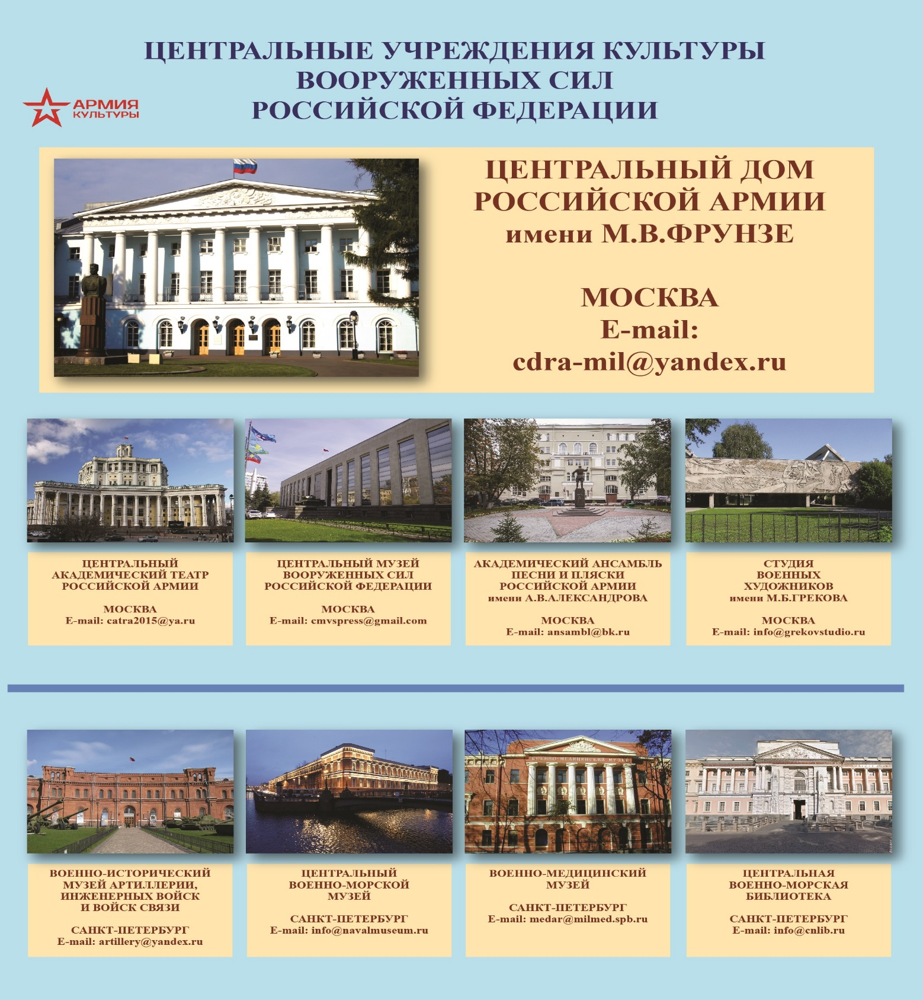 ЦЕНТРАЛЬНЫЕ УЧРЕЖДЕНИЯ КУЛЬТУРЫ
ВООРУЖЕННЫХ СИЛ
РОССИЙСКОЙ ФЕДЕРАЦИИ
АРМИЯ
КУЛЬТУРЫ
ЦЕНТРАЛЬНЫЙ ДОМ
РОССИЙСКОЙ АРМИИ
имени М.В.ФРУНЗЕ
МОСКВА
E-mail:
cdra-mil@yandex.ru
ЦЕНТРАЛЬНЫЙ
АКАДЕМИЧЕСКИЙ ТЕАТР
РОССИЙСКОЙ АРМИИ
МОСКВА
E-mail: catra2015@ya.ru
ЦЕНТРАЛЬНЫЙ МУЗЕЙ
ВООРУЖЕННЫХ СИЛ
РОССИЙСКОЙ ФЕДЕРАЦИИ
МОСКВА
E-mail: cmvspress@gmail.com
АКАДЕМИЧЕСКИЙ АНСАМБЛЬ
ПЕСНИ И ПЛЯСКИ
РОССИЙСКОЙ АРМИИ
имени А.В.АЛЕКСАНДРОВА
МОСКВА
E-mail: ansambl@bk.ru
СТУДИЯ
ВОЕННЫХ
ХУДОЖНИКОВ
имени М.Б.ГРЕКОВА
МОСКВА
E-mail: info@grekovstudio.ru
ВОЕННО-ИСТОРИЧЕСКИЙ
МУЗЕЙ АРТИЛЛЕРИИ,
ИНЖЕНЕРНЫХ ВОЙСК
И ВОЙСК СВЯЗИ
САНКТ-ПЕТЕРБУРГ
E-mail: artillery@yandex.ru
ЦЕНТРАЛЬНЫЙ
ВОЕННО-МОРСКОЙ
МУЗЕЙ
САНКТ-ПЕТЕРБУРГ
E-mail: info@navalmuseum.ru
ВОЕННО-МЕДИЦИНСКИЙ МУЗЕЙ
ВОЕННО-МЕДИЦИНСКИЙ
МУЗЕЙ
САНКТ-ПЕТЕРБУРГ
E-mail: medar@milmed.spb.ru
ЦЕНТРАЛЬНАЯ
ВОЕННО-МОРСКАЯ
БИБЛИОТЕКА
САНКТ-ПЕТЕРБУРГ
E-mail: info@cnlib.ru